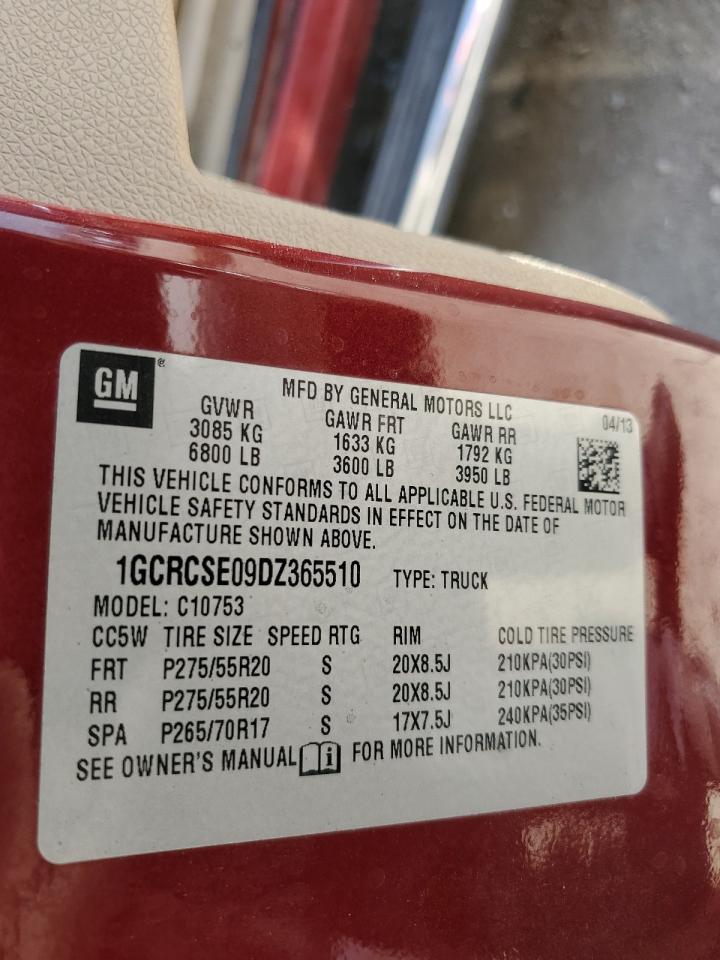 GM®
MFD BY GENERAL MOTORS LLC
04/13
GVWR GAWR FRT GAWR RR
3085 KG 1633 KG 1792 KG
6800 LB 3600 LB 3950 LB
THIS VEHICLE CONFORMS TO ALL APPLICABLE U.S. FEDERAL MOTOR
VEHICLE SAFETY STANDARDS IN EFFECT ON THE DATE OF
MANUFACTURE SHOWN ABOVE.
1GCRCSE09DZ365510 TYPE: TRUCK
MODEL: C10753
CC5W TIRE SIZE SPEED RTG RIM COLD TIRE PRESSURE
FRT P275/55R20 S 20X8.5J 210KPA(30PSI)
RR P275/55R20 S 20X8.5J 210KPA(30PSI)
SPA P265/70R17 S 17X7.5J 240KPA(35PSI)
SEE OWNER'S MANUAL i FOR MORE INFORMATION.